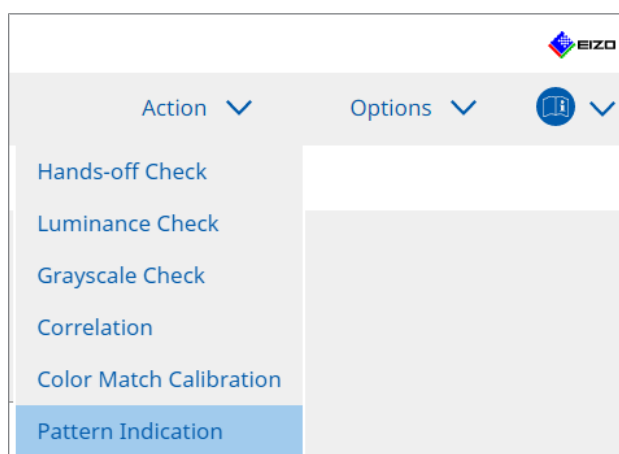 EIZO
Action Options
Hands-off Check
Luminance Check
Grayscale Check
Correlation
Color Match Calibration
Pattern Indication